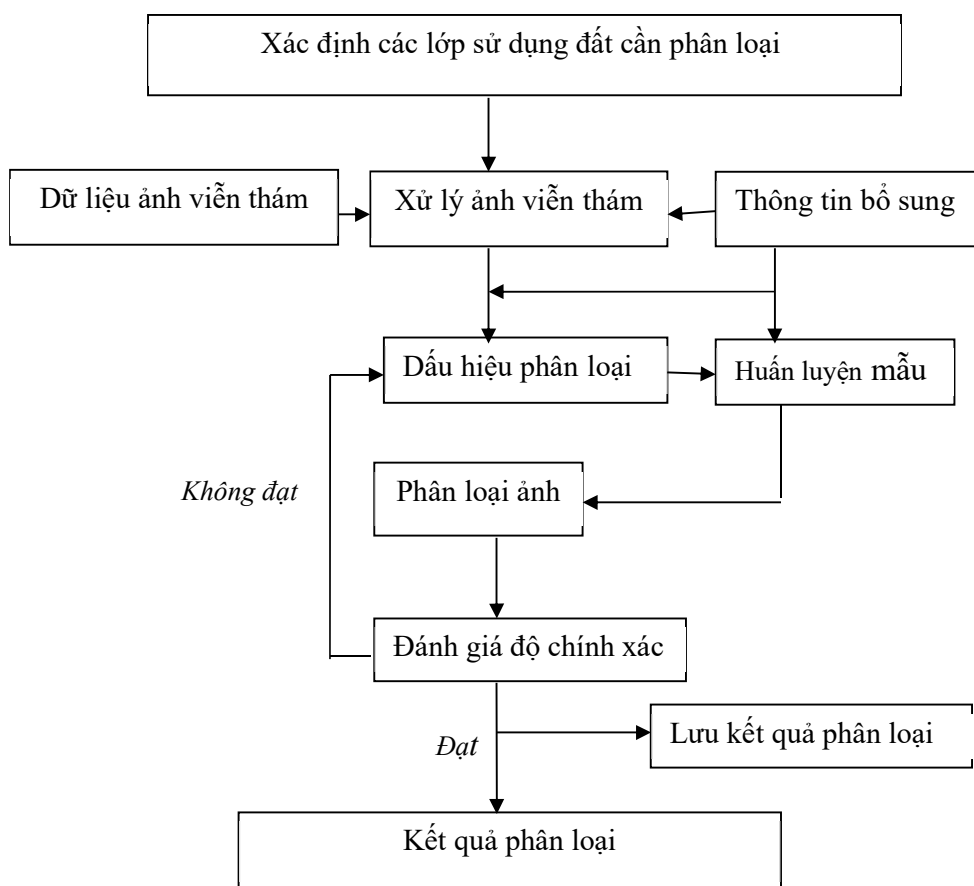 Xác định các lớp sử dụng đất cần phân loại
Dữ liệu ảnh viễn thám
Xử lý ảnh viễn thám
Thông tin bổ sung
Dấu hiệu phân loại
Huấn luyện mẫu
Không đạt
Phân loại ảnh
Đánh giá độ chính xác
Đạt
Lưu kết quả phân loại
Kết quả phân loại